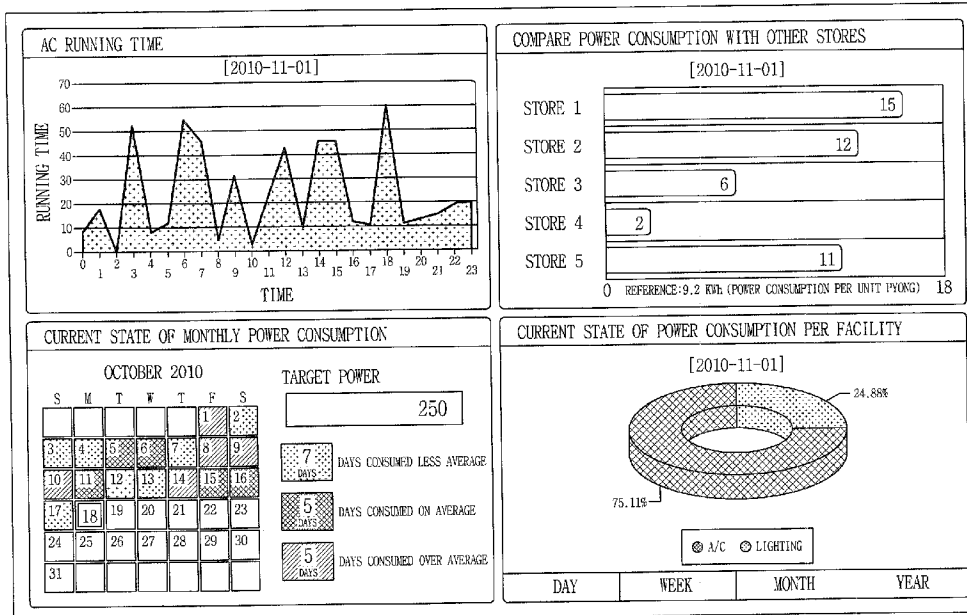 AC RUNNING TIME
[2010-11-01]
RUNNING TIME
70
60
50
40
30
20
10
0
0 1 2 3 4 5 6 7 8 9 10 11 12 13 14 15 16 17 18 19 20 21 22 23
TIME
COMPARE POWER CONSUMPTION WITH OTHER STORES
[2010-11-01]
STORE 1 15
STORE 2 12
STORE 3 6
STORE 4 2
STORE 5 11
0 REFERENCE:9.2 KWh (POWER CONSUMPTION PER UNIT PYONG) 18
CURRENT STATE OF MONTHLY POWER CONSUMPTION
OCTOBER 2010
S M T W T F S
1 2
3 4 5 6 7 8 9
10 11 12 13 14 15 16
17 18 19 20 21 22 23
24 25 26 27 28 29 30
31
TARGET POWER
250
7 DAYS DAYS CONSUMED LESS AVERAGE
5 DAYS DAYS CONSUMED ON AVERAGE
5 DAYS DAYS CONSUMED OVER AVERAGE
CURRENT STATE OF POWER CONSUMPTION PER FACILITY
[2010-11-01]
24.88%
75.11%
A/C LIGHTING
DAY WEEK MONTH YEAR